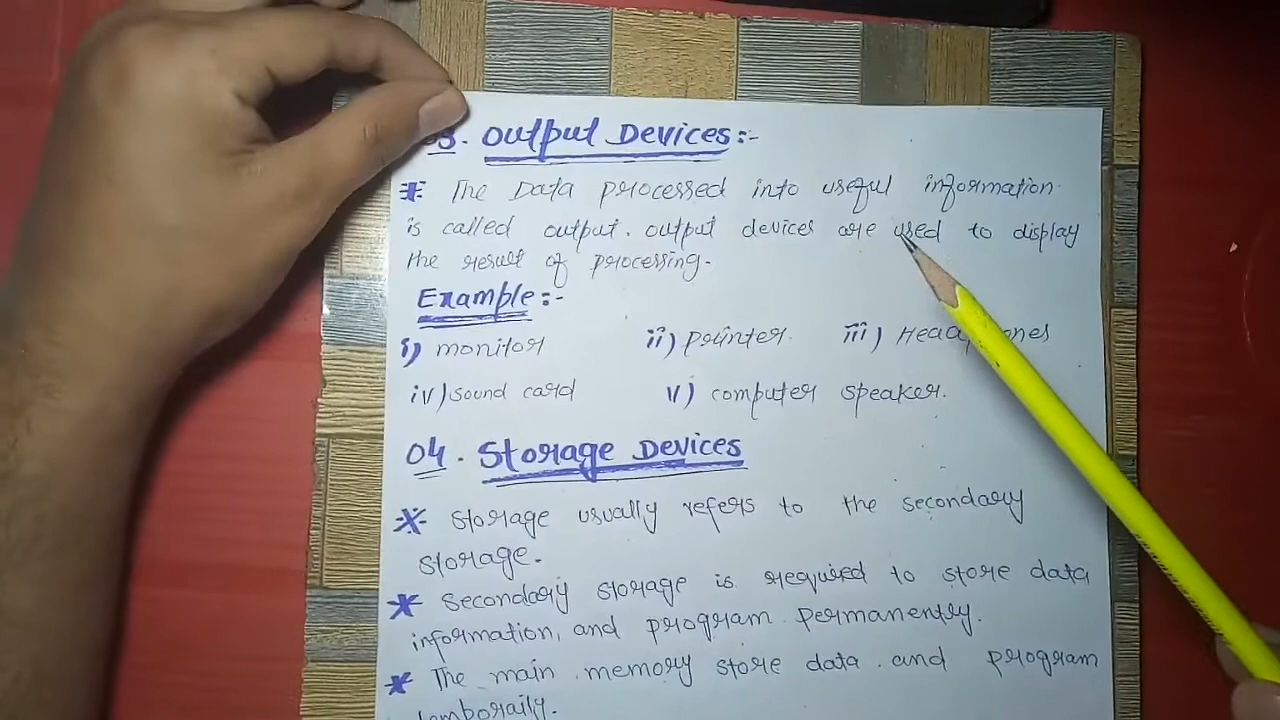 03. Output Devices:-
* The Data processed into useful information
is called output. output devices are used to display
the result of processing.
Example:-
i) monitor ii) printer. iii) Headphones
iv) sound card v) computer speaker.
04. Storage Devices
* Storage usually refers to the secondary
storage.
* Secondary storage is required to store data
information, and program permanently.
* The main memory store data and program
temporaily.